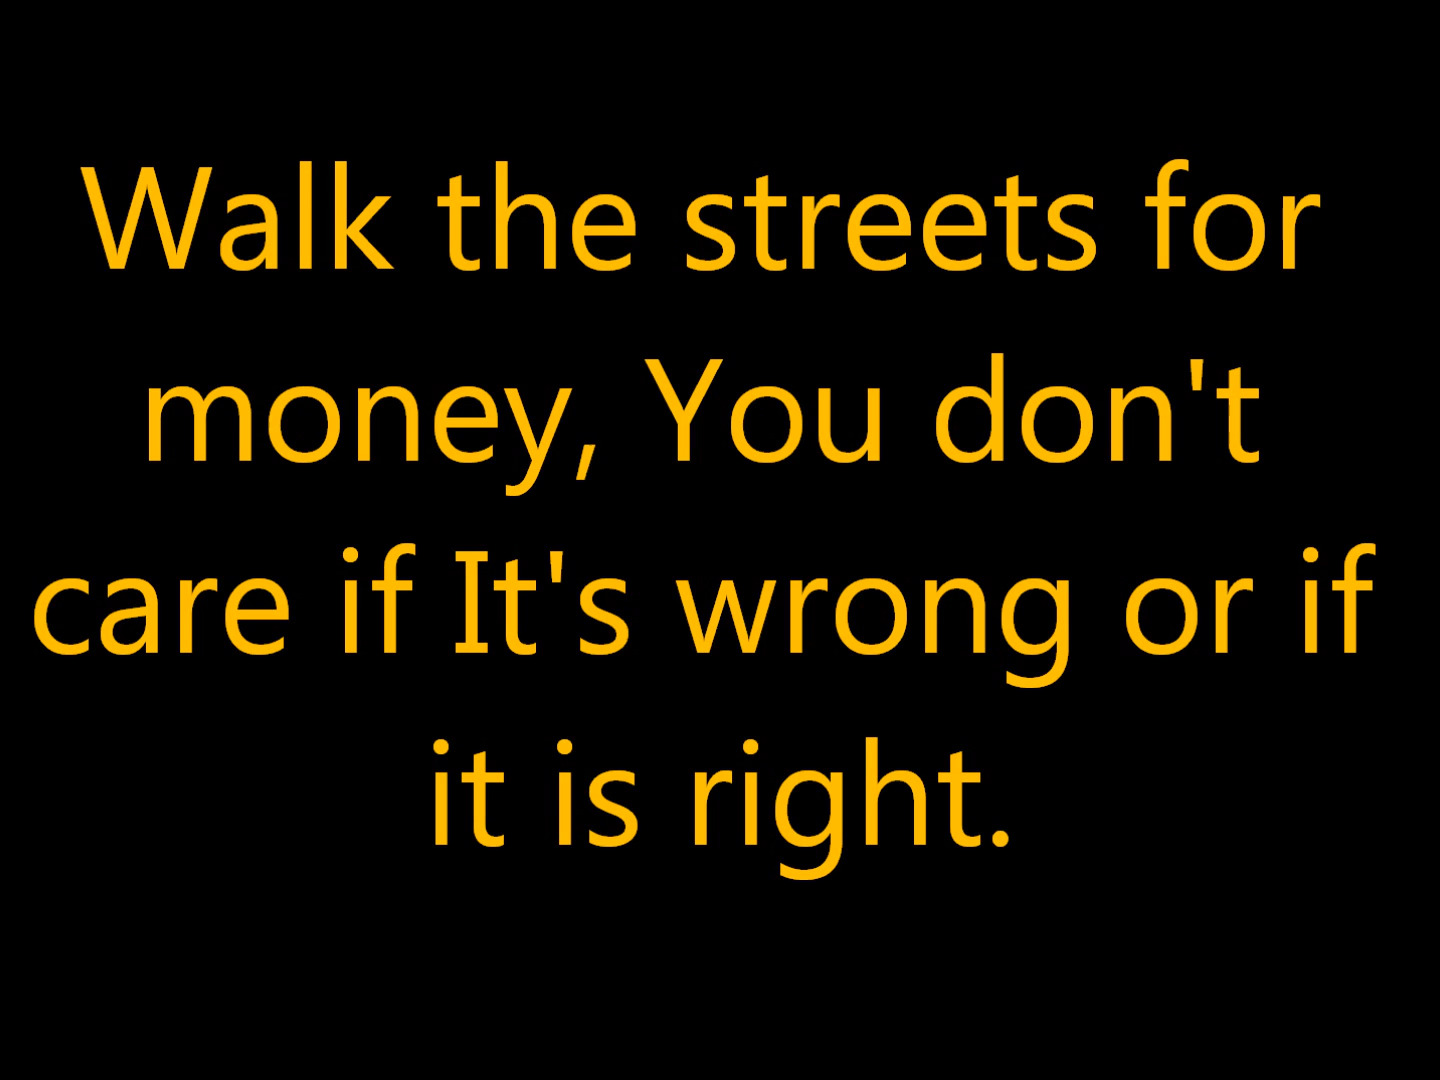 Walk the streets for
money, You don't
care if It's wrong or if
it is right.